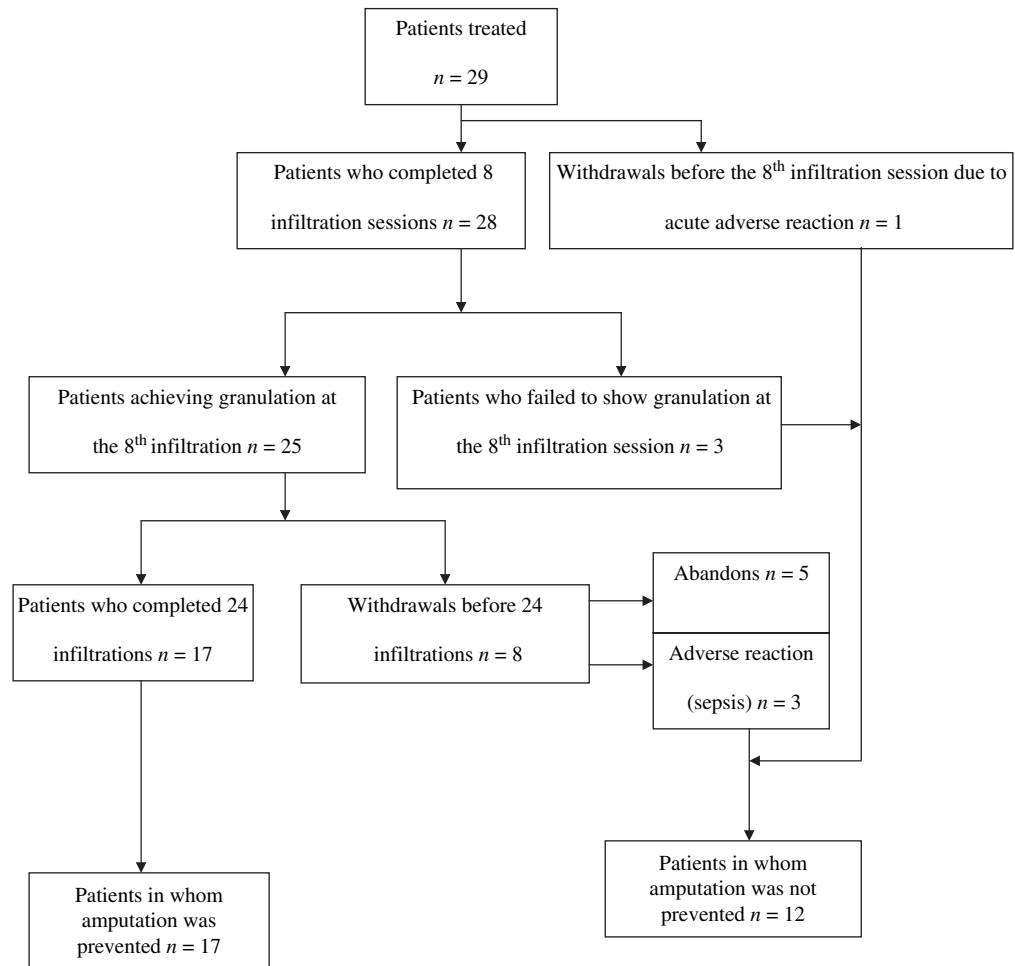 Patients treated
n = 29
Patients who completed 8
infiltration sessions n = 28
Withdrawals before the 8th infiltration session due to
acute adverse reaction n = 1
Patients achieving granulation at
the 8th infiltration n = 25
Patients who failed to show granulation at
the 8th infiltration session n = 3
Patients who completed 24
infiltrations n = 17
Withdrawals before 24
infiltrations n = 8
Abandons n = 5
Adverse reaction
(sepsis) n = 3
Patients in whom
amputation was
prevented n = 17
Patients in whom
amputation was not
prevented n = 12